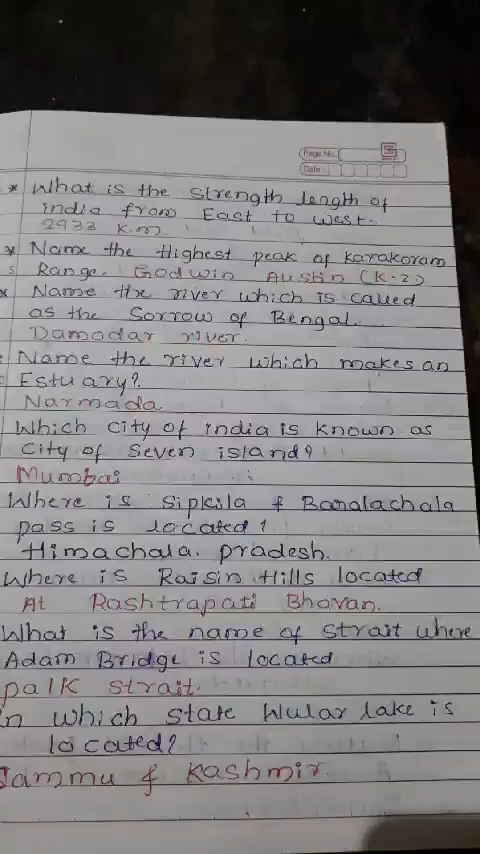 Page No.
Date
* What is the strength length of
india from East to west.
2933 km.
* Name the Highest peak of karakoram
Range. Godwin Austin (K-2)
* Name the river which is called
as the Sorrow of Bengal.
Damodar river.
Name the river which makes an
Estuary?
Narmada
Which city of india is known as
city of Seven island?
Mumbai
Where is Sipkila & Baralachala
pass is located?
Himachala. pradesh.
Where is Raisin Hills located
At Rashtrapati Bhavan.
What is the name of strait where
Adam Bridge is located
palk strait.
in which state Wular lake is
located?
Jammu & Kashmir.